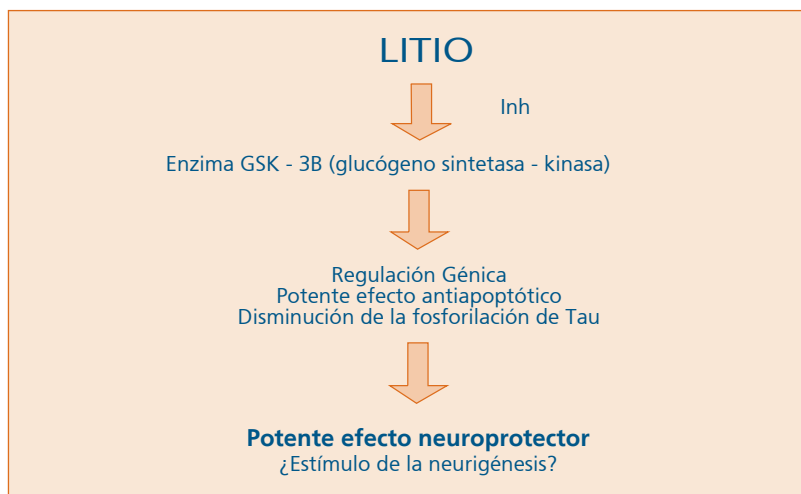 LITIO
Inh
Enzima GSK - 3B (glucógeno sintetasa - kinasa)
Regulación Génica
Potente efecto antiapoptótico
Disminución de la fosforilación de Tau
Potente efecto neuroprotector
¿Estímulo de la neurigénesis?